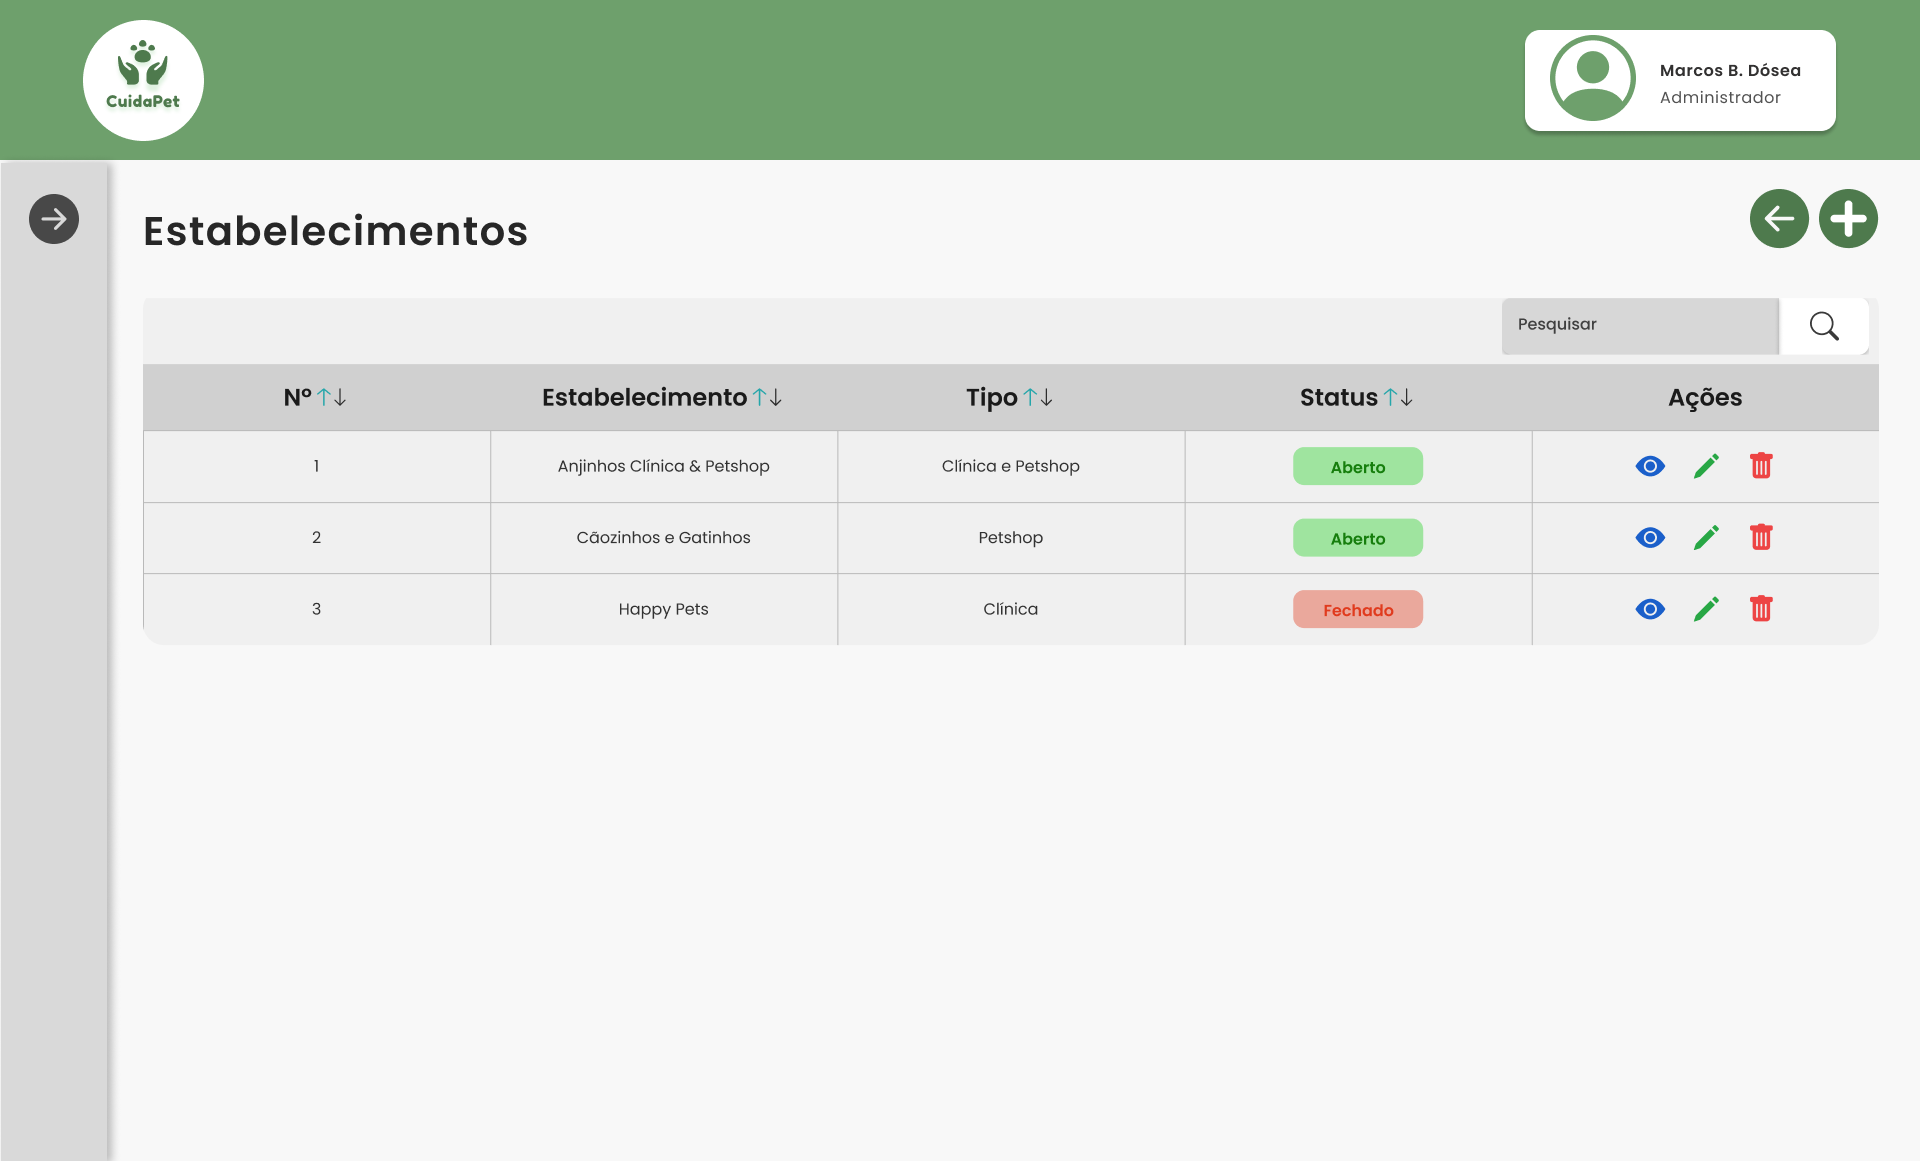 CuidaPet
Marcos B. Dósea
Administrador
Estabelecimentos
Pesquisar
Nº Estabelecimento Tipo Status Ações
1 Anjinhos Clínica & Petshop Clínica e Petshop Aberto
2 Cãozinhos e Gatinhos Petshop Aberto
3 Happy Pets Clínica Fechado